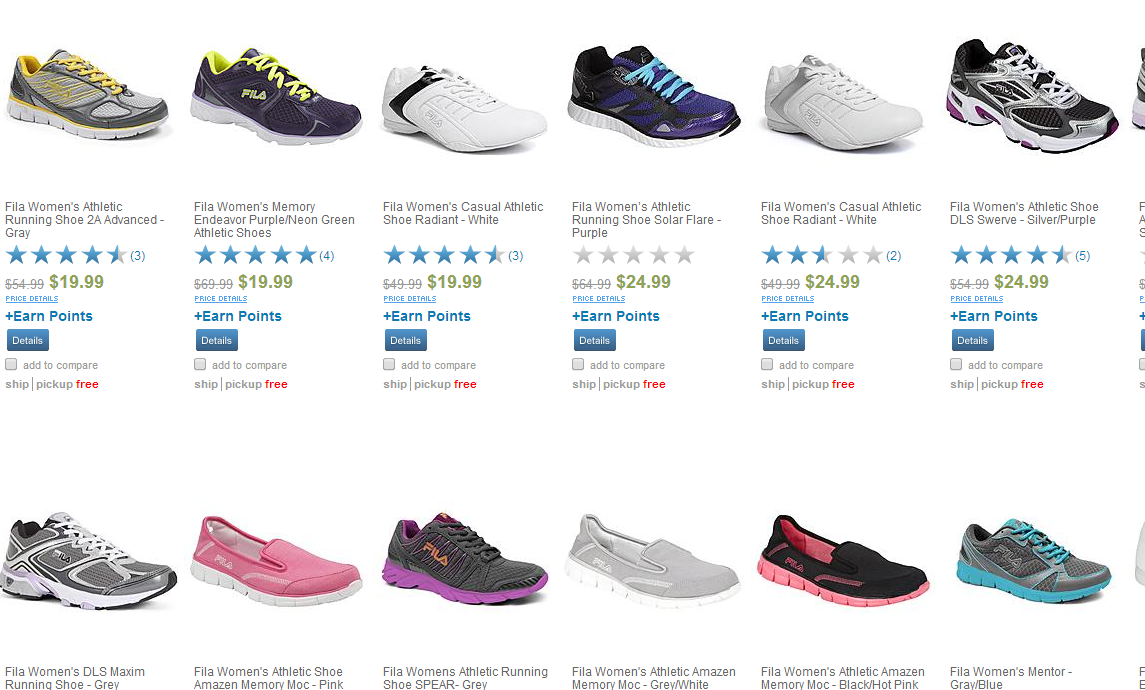 Fila Women's Athletic
Running Shoe 2A Advanced -
Gray
(3)
$54.99 $19.99
PRICE DETAILS
+Earn Points
Details
add to compare
ship | pickup free
Fila Women's Memory
Endeavor Purple/Neon Green
Athletic Shoes
(4)
$69.99 $19.99
PRICE DETAILS
+Earn Points
Details
add to compare
ship | pickup free
Fila Women's Casual Athletic
Shoe Radiant - White
(3)
$49.99 $19.99
PRICE DETAILS
+Earn Points
Details
add to compare
ship | pickup free
Fila Women's Athletic
Running Shoe Solar Flare -
Purple
$64.99 $24.99
PRICE DETAILS
+Earn Points
Details
add to compare
ship | pickup free
Fila Women's Casual Athletic
Shoe Radiant - White
(2)
$49.99 $24.99
PRICE DETAILS
+Earn Points
Details
add to compare
ship | pickup free
Fila Women's Athletic Shoe
DLS Swerve - Silver/Purple
(5)
$54.99 $24.99
PRICE DETAILS
+Earn Points
Details
add to compare
ship | pickup free
Fila Women's DLS Maxim
Running Shoe - Grey
Fila Women's Athletic Shoe
Amazen Memory Moc - Pink
Fila Womens Athletic Running
Shoe SPEAR- Grey
Fila Women's Athletic Amazen
Memory Moc - Grey/White
Fila Women's Athletic Amazen
Memory Moc - Black/Hot Pink
Fila Women's Mentor -
Gray/Blue